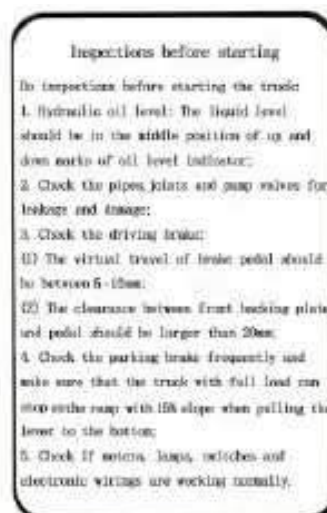 Inspections before starting
Do inspections before starting the truck:
1. Hydraulic oil level: The liquid level
should be in the middle position of up and
down marks of oil level indicator;
2. Check the pipes, joints and pump valves for
leakage and damage;
3. Check the driving brake:
(1) The virtual travel of brake pedal should
be between
(2) The clearance between front backing plate
and pedal should be larger than 20mm;
4. Check the parking brake frequently and
make sure that the truck with full load can
stop on the ramp with 15% slope when pulling the
lever to the bottom;
5. Check if meters, lamps, switches and
electronic wirings are working normally.